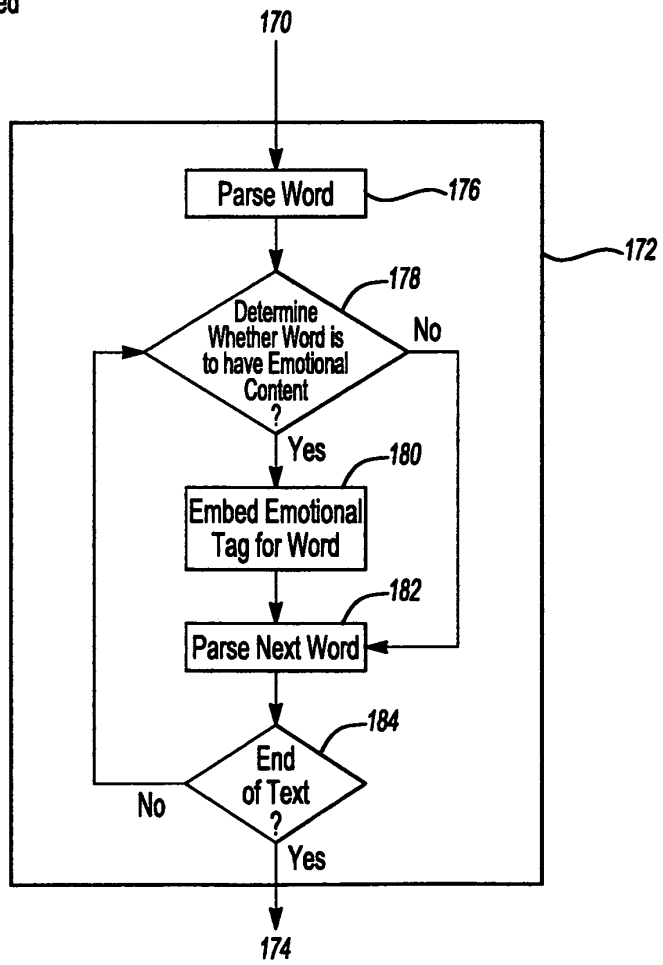 170
Parse Word
176
172
178
Determine
Whether Word is
to have Emotional
Content
?
No
Yes
180
Embed Emotional
Tag for Word
182
Parse Next Word
184
End
of Text
?
No
Yes
174